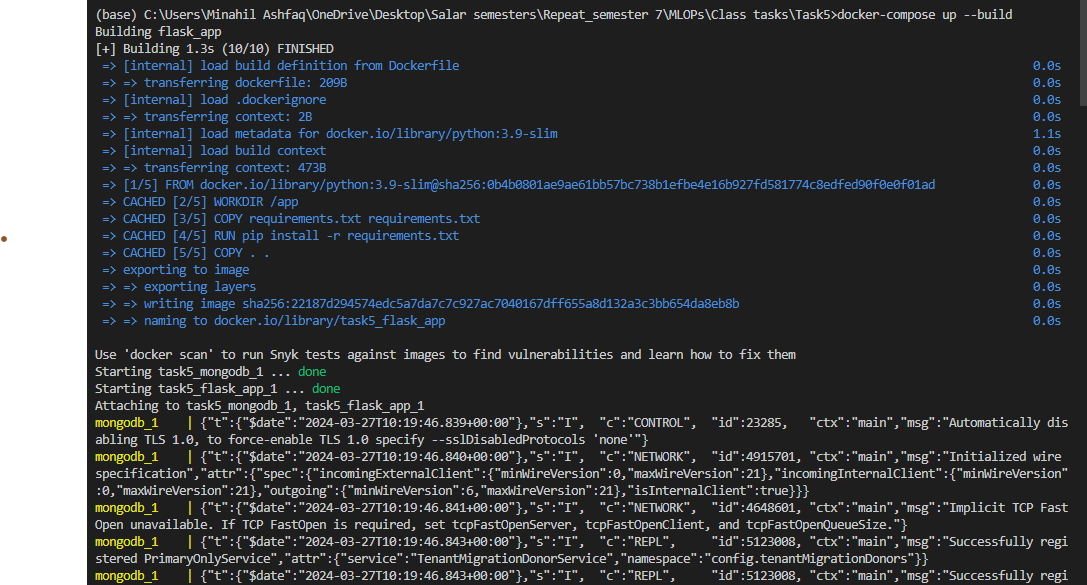 (base) C:\Users\Minahil Ashfaq\OneDrive\Desktop\Salar semesters\Repeat_semester 7\MLOPs\Class tasks\Task5>docker-compose up --build
Building flask_app
[+] Building 1.3s (10/10) FINISHED
=> [internal] load build definition from Dockerfile 0.0s
=> => transferring dockerfile: 209B 0.0s
=> [internal] load .dockerignore 0.0s
=> => transferring context: 2B 0.0s
=> [internal] load metadata for docker.io/library/python:3.9-slim 1.1s
=> [internal] load build context 0.0s
=> => transferring context: 473B 0.0s
=> [1/5] FROM docker.io/library/python:3.9-slim@sha256:0b4b0801ae9ae61bb57bc738b1efbe4e16b927fd581774c8edfed90f0e0f01ad 0.0s
=> CACHED [2/5] WORKDIR /app 0.0s
=> CACHED [3/5] COPY requirements.txt requirements.txt 0.0s
=> CACHED [4/5] RUN pip install -r requirements.txt 0.0s
=> CACHED [5/5] COPY . . 0.0s
=> exporting to image 0.0s
=> => exporting layers 0.0s
=> => writing image sha256:22187d294574edc5a7da7c7c927ac7040167dff655a8d132a3c3bb654da8eb8b 0.0s
=> => naming to docker.io/library/task5_flask_app 0.0s
Use 'docker scan' to run Snyk tests against images to find vulnerabilities and learn how to fix them
Starting task5_mongodb_1 ... done
Starting task5_flask_app_1 ... done
Attaching to task5_mongodb_1, task5_flask_app_1
mongodb_1 | {"t":{"$date":"2024-03-27T10:19:46.839+00:00"},"s":"I", "c":"CONTROL", "id":23285, "ctx":"main","msg":"Automatically dis
abling TLS 1.0, to force-enable TLS 1.0 specify --sslDisabledProtocols 'none'"}
mongodb_1 | {"t":{"$date":"2024-03-27T10:19:46.840+00:00"},"s":"I", "c":"NETWORK", "id":4915701, "ctx":"main","msg":"Initialized wire
specification","attr":{"spec":{"incomingExternalClient":{"minWireVersion":0,"maxWireVersion":21},"incomingInternalClient":{"minWireVersion"
:0,"maxWireVersion":21},"outgoing":{"minWireVersion":6,"maxWireVersion":21},"isInternalClient":true}}}
mongodb_1 | {"t":{"$date":"2024-03-27T10:19:46.841+00:00"},"s":"I", "c":"NETWORK", "id":4648601, "ctx":"main","msg":"Implicit TCP Fast
Open unavailable. If TCP FastOpen is required, set tcpFastOpenServer, tcpFastOpenClient, and tcpFastOpenQueueSize."}
mongodb_1 | {"t":{"$date":"2024-03-27T10:19:46.843+00:00"},"s":"I", "c":"REPL", "id":5123008, "ctx":"main","msg":"Successfully regi
stered PrimaryOnlyService","attr":{"service":"TenantMigrationDonorService","namespace":"config.tenantMigrationDonors"}}
mongodb_1 | {"t":{"$date":"2024-03-27T10:19:46.843+00:00"},"s":"I", "c":"REPL", "id":5123008, "ctx":"main","msg":"Successfully regi